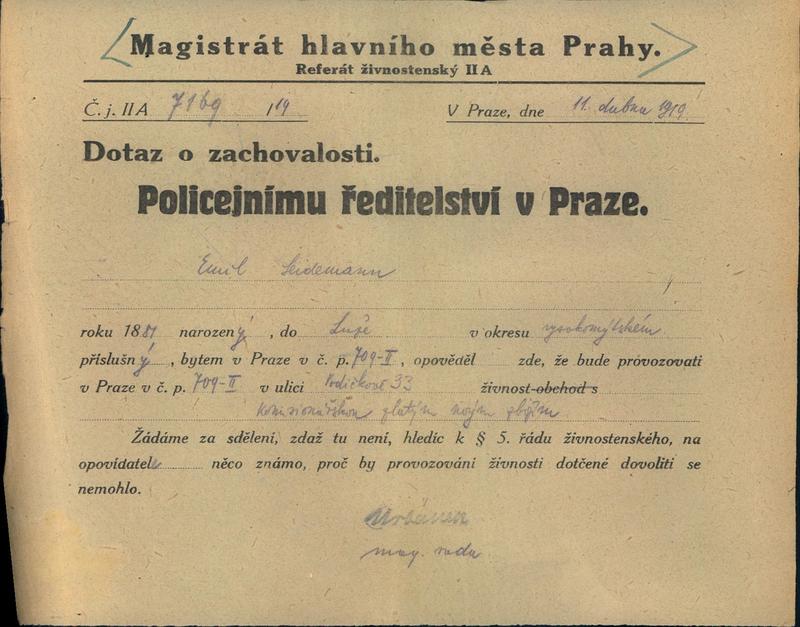 Magistrát hlavního města Prahy.
Referát živnostenský II A
Č. j. II A 7169 /19 V Praze, dne 11. dubna 1919
Dotaz o zachovalosti.
Policejnímu ředitelství v Praze.
Emil Seidemann
roku 1881 narozený, do Luže v okresu vysokomýtském
příslušný, bytem v Praze v č. p. 709-II, opověděl zde, že bude provozovati
v Praze v č. p. 709-II v ulici Vodičkově 33 živnost obchod s
zbožím
Žádáme za sdělení, zdaž tu není, hledíc k § 5. řádu živnostenského, na
opovídatele něco známo, proč by provozování živnosti dotčené dovoliti se
nemohlo.
Urbánek
mag. rada